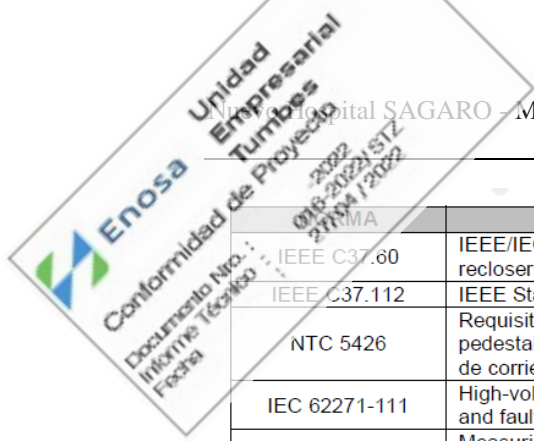 Enosa
Unidad
Empresarial
Tumbes
Conformidad de Proyecto
-2022
Documento Nro. :
Informe Técnico : 016-2022/ STZ
Fecha : 27/04 / 2022
Nuevo Hospital SAGARO - M
NORMA
IEEE C37.60
IEEE/IEC
recloser
IEEE C37.112
IEEE Sta
NTC 5426
Requisit
pedesta
de corrie
IEC 62271-111
High-vol
and faul